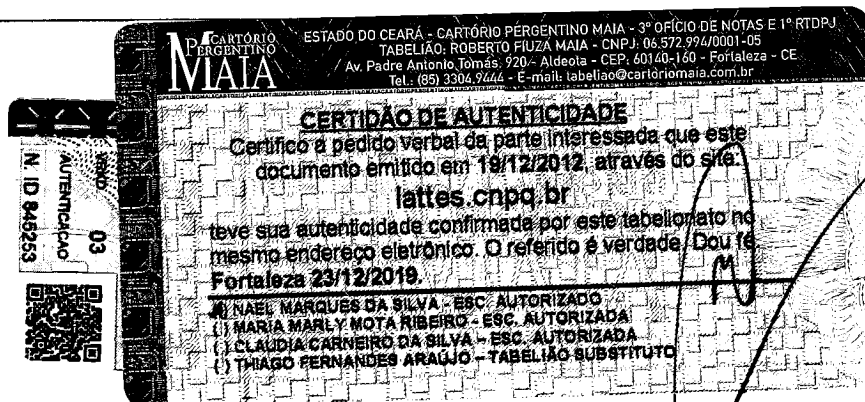 CARTÓRIO
PERGENTINO
MAIA
ESTADO DO CEARÁ - CARTÓRIO PERGENTINO MAIA - 3º OFÍCIO DE NOTAS E 1º RTDPJ
TABELIÃO: ROBERTO FIUZA MAIA - CNPJ: 06.572.994/0001-05
Av. Padre Antonio Tomás, 920 - Aldeota - CEP: 60140-160 - Fortaleza - CE
Tel.: (85) 3304.9444 - E-mail: tabeliao@cartoriomaia.com.br
CERTIDÃO DE AUTENTICIDADE
Certifico a pedido verbal da parte interessada que este
documento emitido em 19/12/2012, através do site:
lattes.cnpq.br
teve sua autenticidade confirmada por este tabelionato no
mesmo endereço eletrônico. O referido é verdade. Dou fé.
Fortaleza 23/12/2019.
NAEL MARQUES DA SILVA - ESC. AUTORIZADO
( ) MARIA MARLY MOTA RIBEIRO - ESC. AUTORIZADA
( ) CLAUDIA CARNEIRO DA SILVA - ESC. AUTORIZADA
( ) THIAGO FERNANDES ARAÚJO - TABELIÃO SUBSTITUTO
03
AUTENTICAÇÃO
N. ID 845253